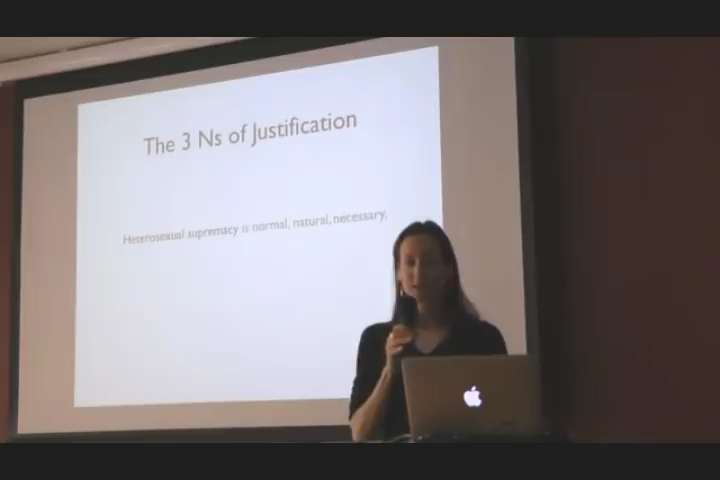 The 3 Ns of Justification
Heterosexual supremacy is normal, natural, necessary.